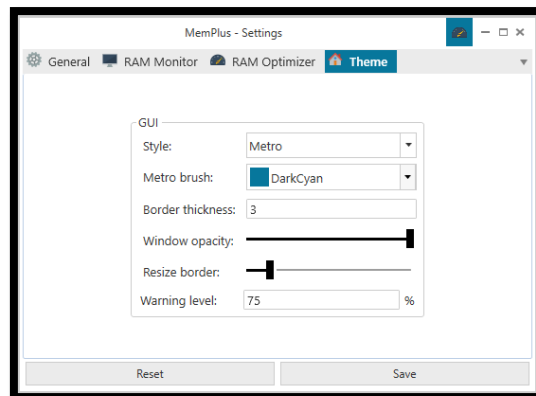 MemPlus - Settings
General RAM Monitor RAM Optimizer Theme
GUI
Style: Metro
Metro brush: DarkCyan
Border thickness: 3
Window opacity:
Resize border:
Warning level: 75 %
Reset Save